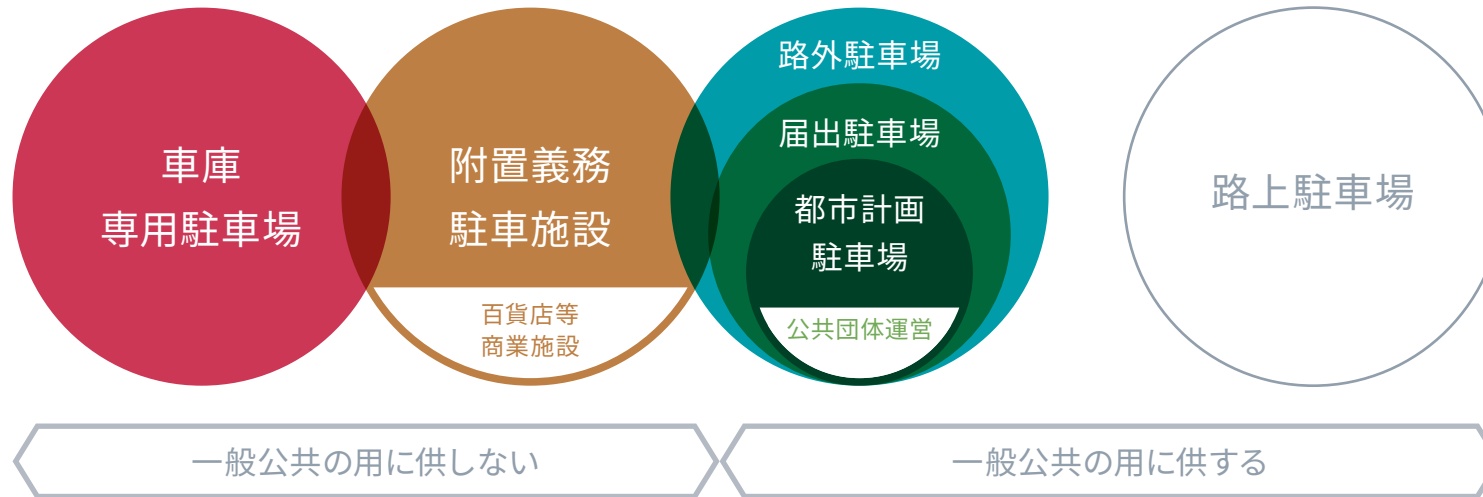 車庫
専用駐車場
附置義務
駐車施設
百貨店等
商業施設
路外駐車場
届出駐車場
都市計画
駐車場
公共団体運営
路上駐車場
一般公共の用に供しない
一般公共の用に供する